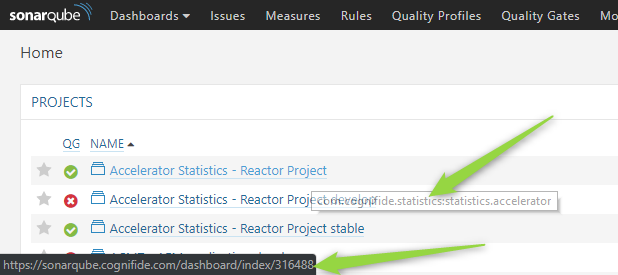 sonarqube Dashboards Issues Measures Rules Quality Profiles Quality Gates Mo
Home
PROJECTS
QG NAME
Accelerator Statistics - Reactor Project
Accelerator Statistics - Reactor Project develop
com.cognifide.statistics:statistics.accelerator
Accelerator Statistics - Reactor Project stable
https://sonarqube.cognifide.com/dashboard/index/316488